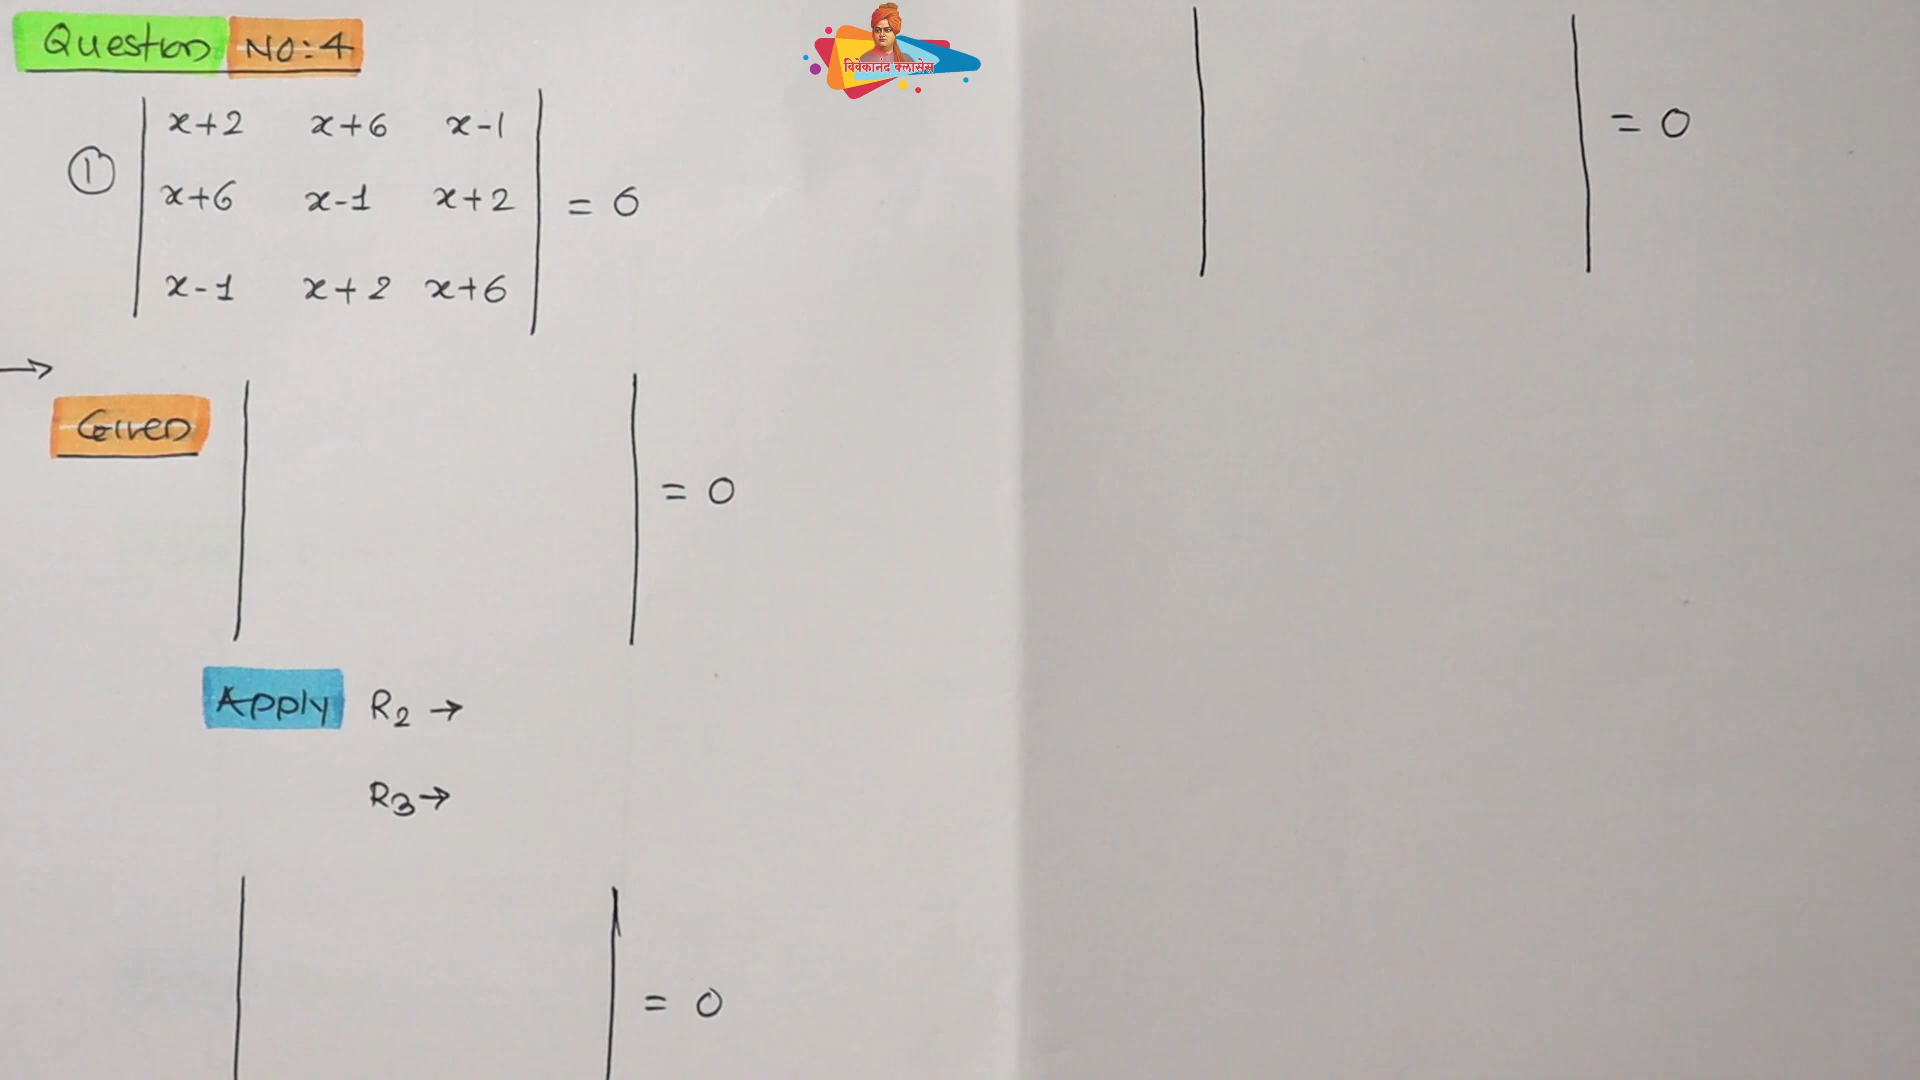 Question No:4
① | x+2 x+6 x-1 |
| x+6 x-1 x+2 | = 0
| x-1 x+2 x+6 |
→
Given | | = 0
Apply R₂ →
R₃ →
| | = 0
| | = 0
विवेकानंद क्लासेस